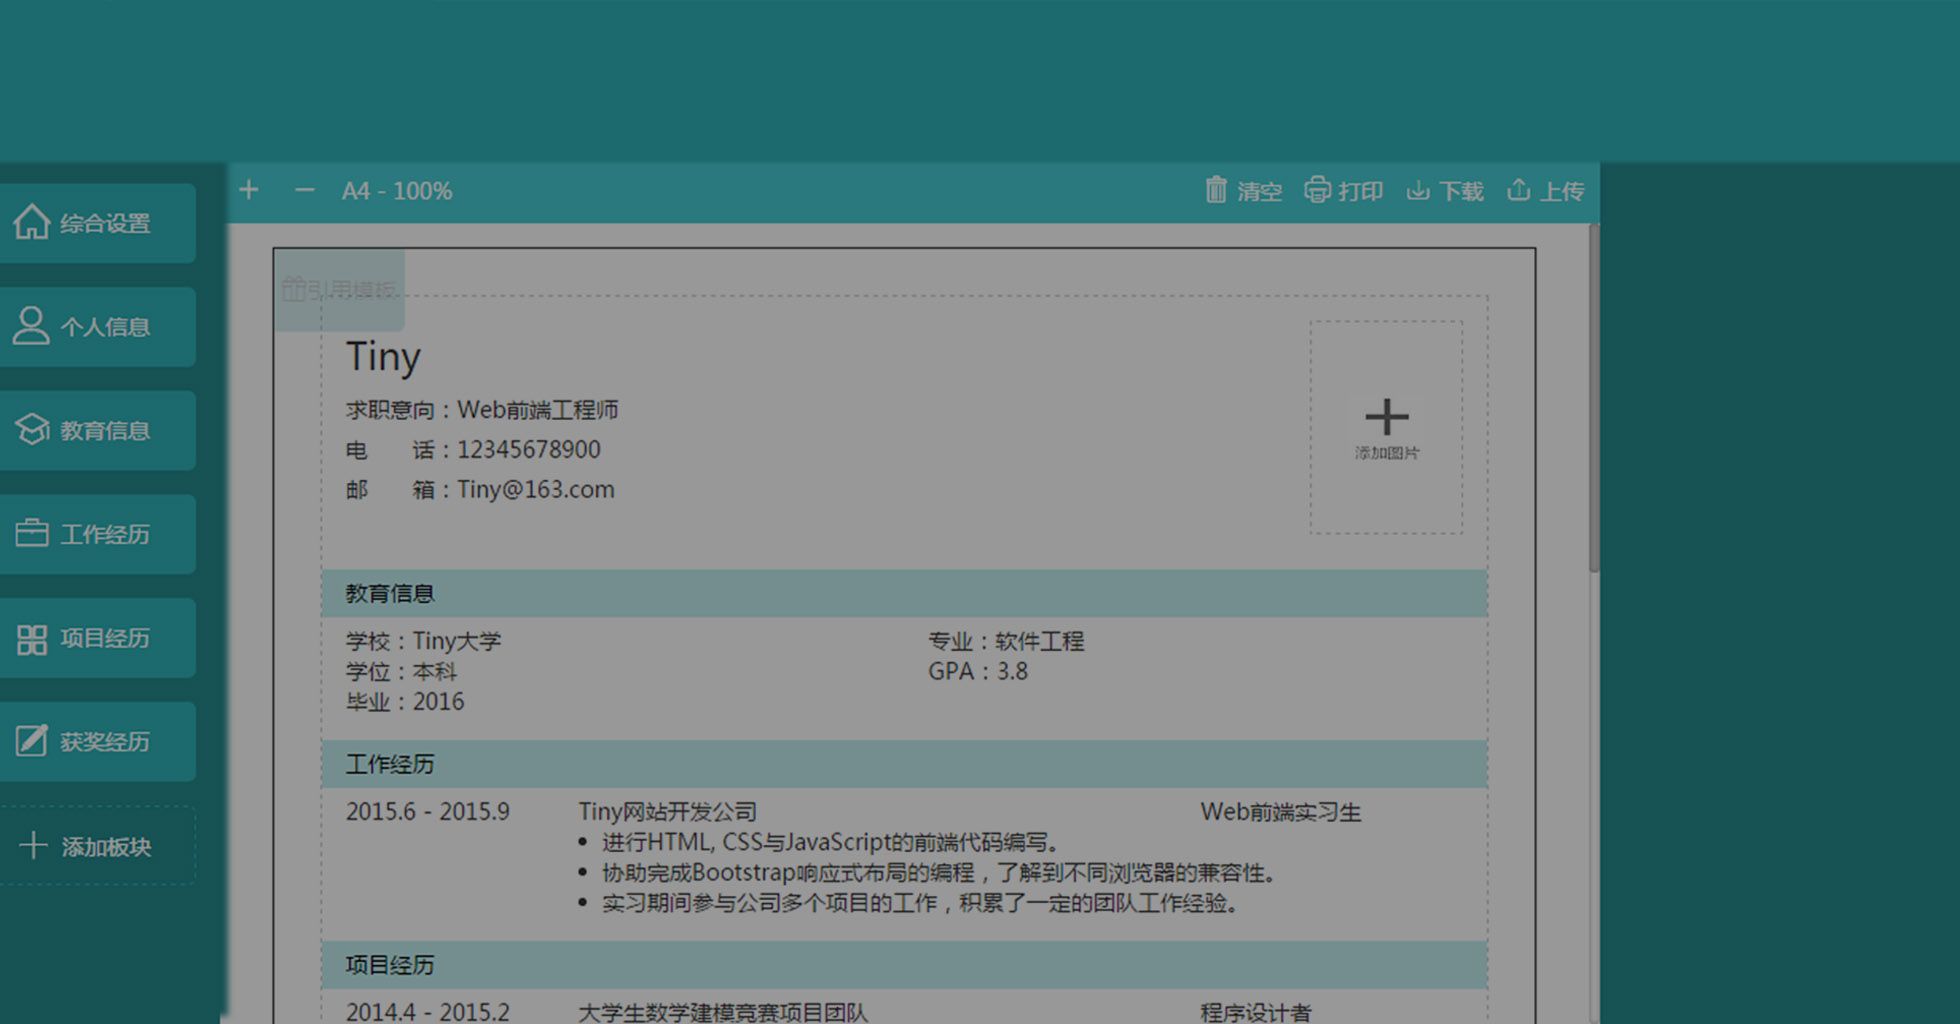 A4 - 100%
清空
打印
下载
上传
综合设置
个人信息
教育信息
工作经历
项目经历
获奖经历
添加板块
引用模板
Tiny
求职意向：Web前端工程师
电　　话：12345678900
邮　　箱：Tiny@163.com
添加图片
教育信息
学校：Tiny大学　专业：软件工程
学位：本科　GPA：3.8
毕业：2016
工作经历
2015.6 - 2015.9　Tiny网站开发公司　Web前端实习生
• 进行HTML, CSS与JavaScript的前端代码编写。
• 协助完成Bootstrap响应式布局的编程，了解到不同浏览器的兼容性。
• 实习期间参与公司多个项目的工作，积累了一定的团队工作经验。
项目经历
2014.4 - 2015.2　大学生数学建模竞赛项目团队　程序设计者